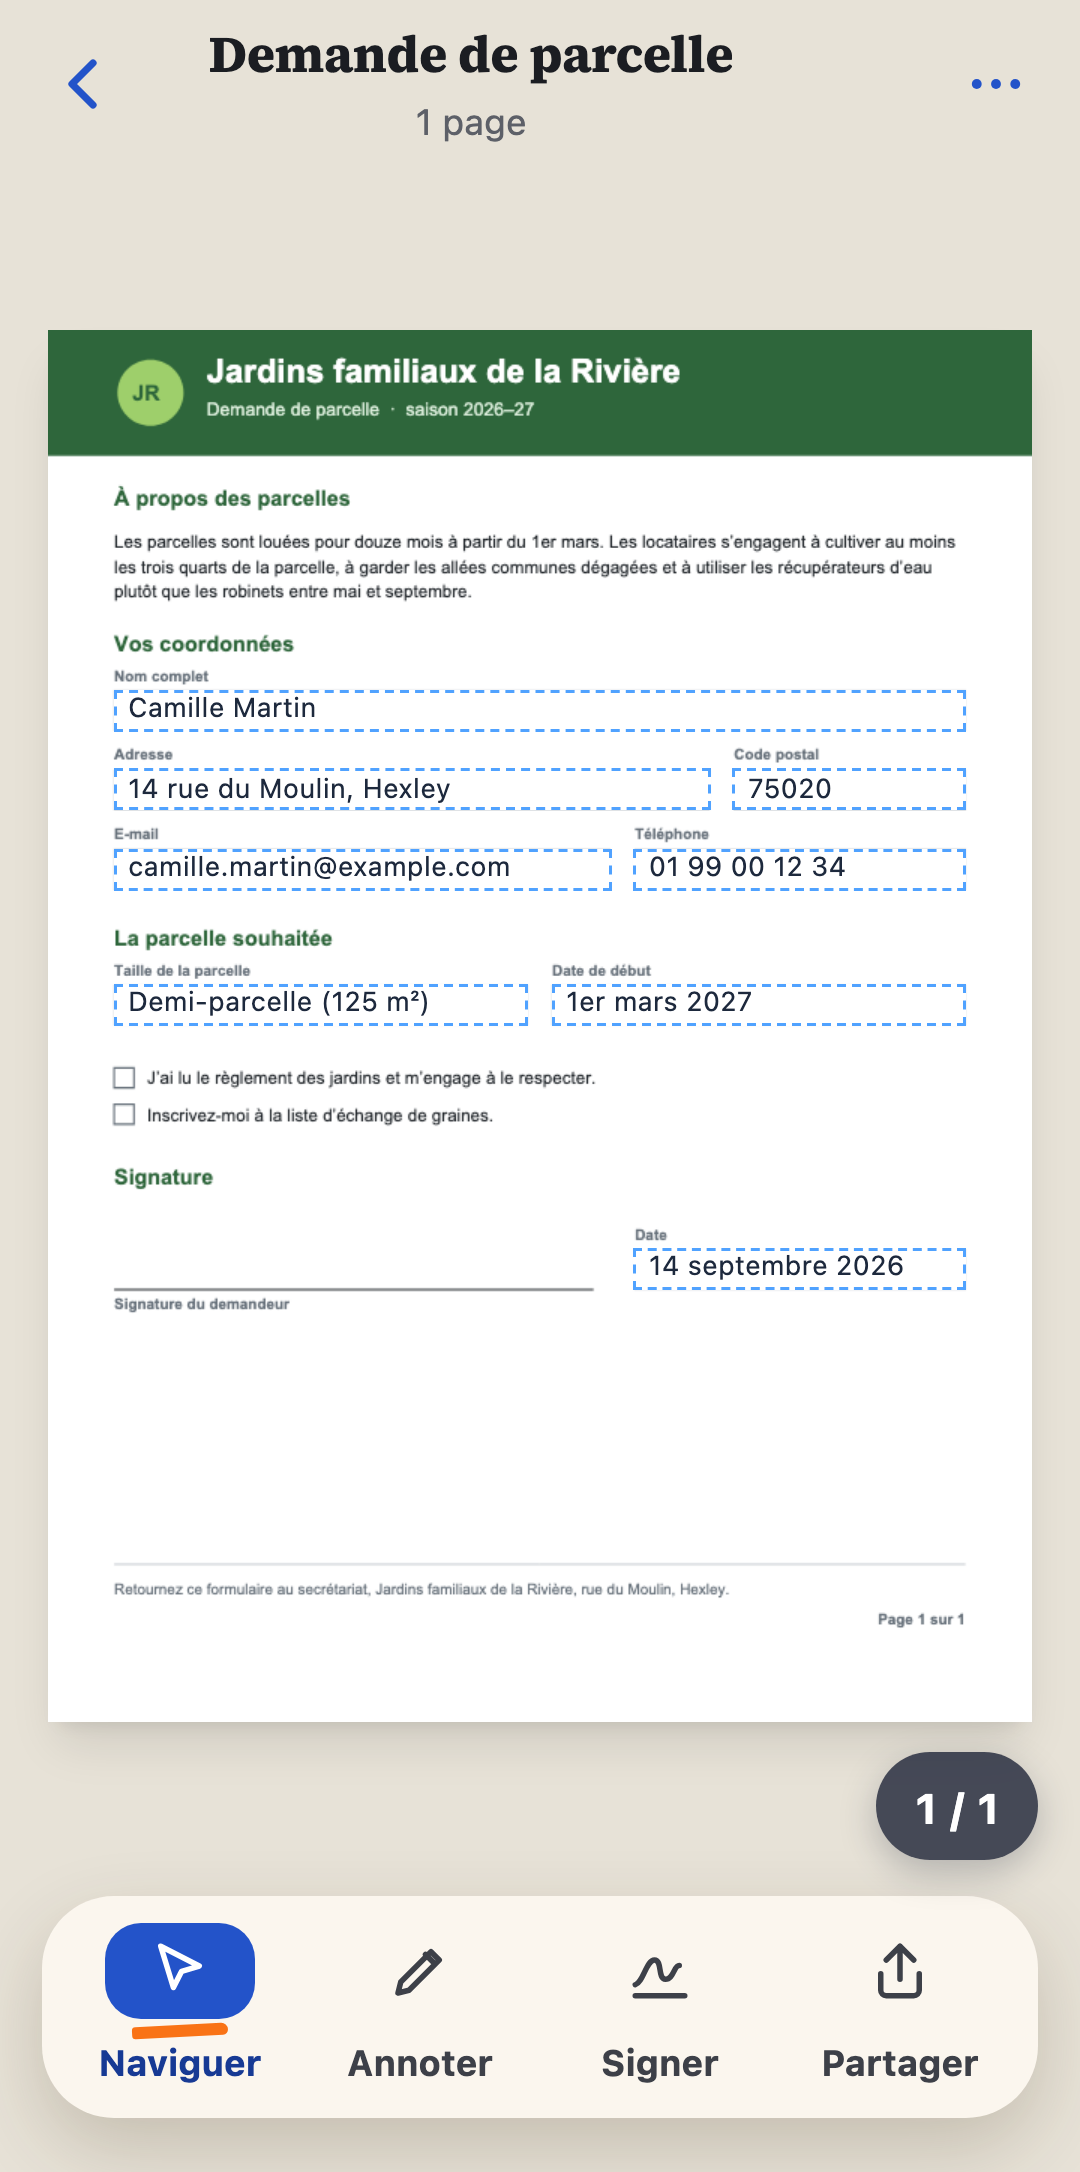 Demande de parcelle
1 page
JR
Jardins familiaux de la Rivière
Demande de parcelle · saison 2026–27
À propos des parcelles
Les parcelles sont louées pour douze mois à partir du 1er mars. Les locataires s'engagent à cultiver au moins
les trois quarts de la parcelle, à garder les allées communes dégagées et à utiliser les récupérateurs d'eau
plutôt que les robinets entre mai et septembre.
Vos coordonnées
Nom complet
Camille Martin
Adresse Code postal
14 rue du Moulin, Hexley 75020
E-mail Téléphone
camille.martin@example.com 01 99 00 12 34
La parcelle souhaitée
Taille de la parcelle Date de début
Demi-parcelle (125 m²) 1er mars 2027
J'ai lu le règlement des jardins et m'engage à le respecter.
Inscrivez-moi à la liste d'échange de graines.
Signature
Date
14 septembre 2026
Signature du demandeur
Retournez ce formulaire au secrétariat, Jardins familiaux de la Rivière, rue du Moulin, Hexley.
Page 1 sur 1
1 / 1
Naviguer Annoter Signer Partager